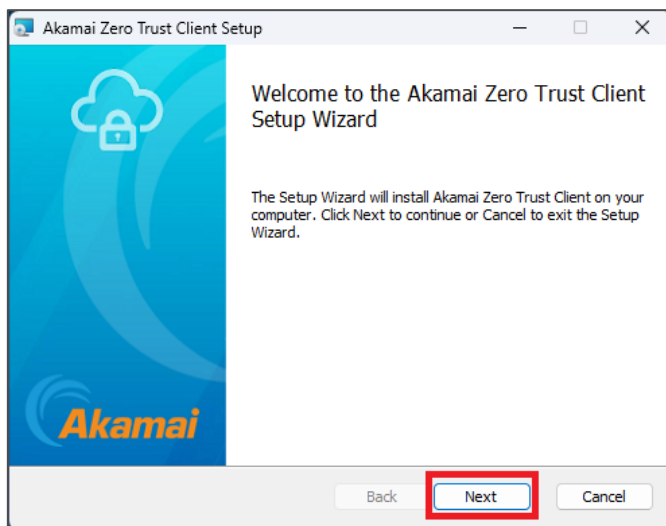 Akamai Zero Trust Client Setup
Welcome to the Akamai Zero Trust Client
Setup Wizard
The Setup Wizard will install Akamai Zero Trust Client on your
computer. Click Next to continue or Cancel to exit the Setup
Wizard.
Akamai
Back
Next
Cancel